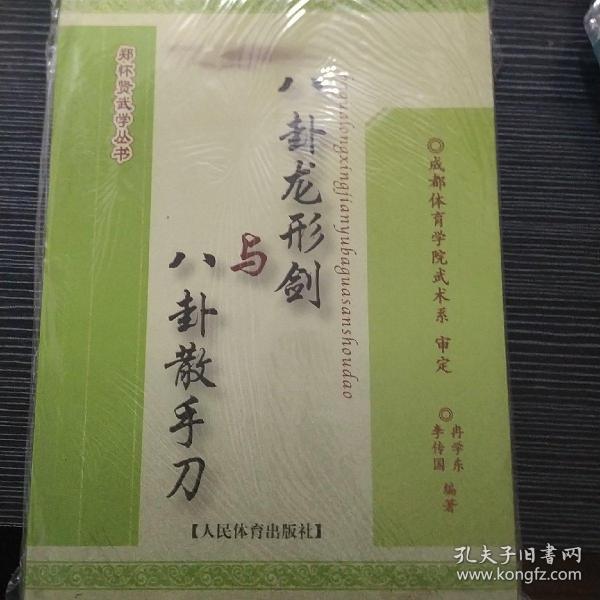 郑怀贤武学丛书
八卦龙形剑
与
八卦散手刀
bagualongxingjianyubaguasanshoudao
◎成都体育学院武术系 审定
◎冉学东
李传国 编著
【人民体育出版社】
孔夫子旧书网
www.kongfz.com